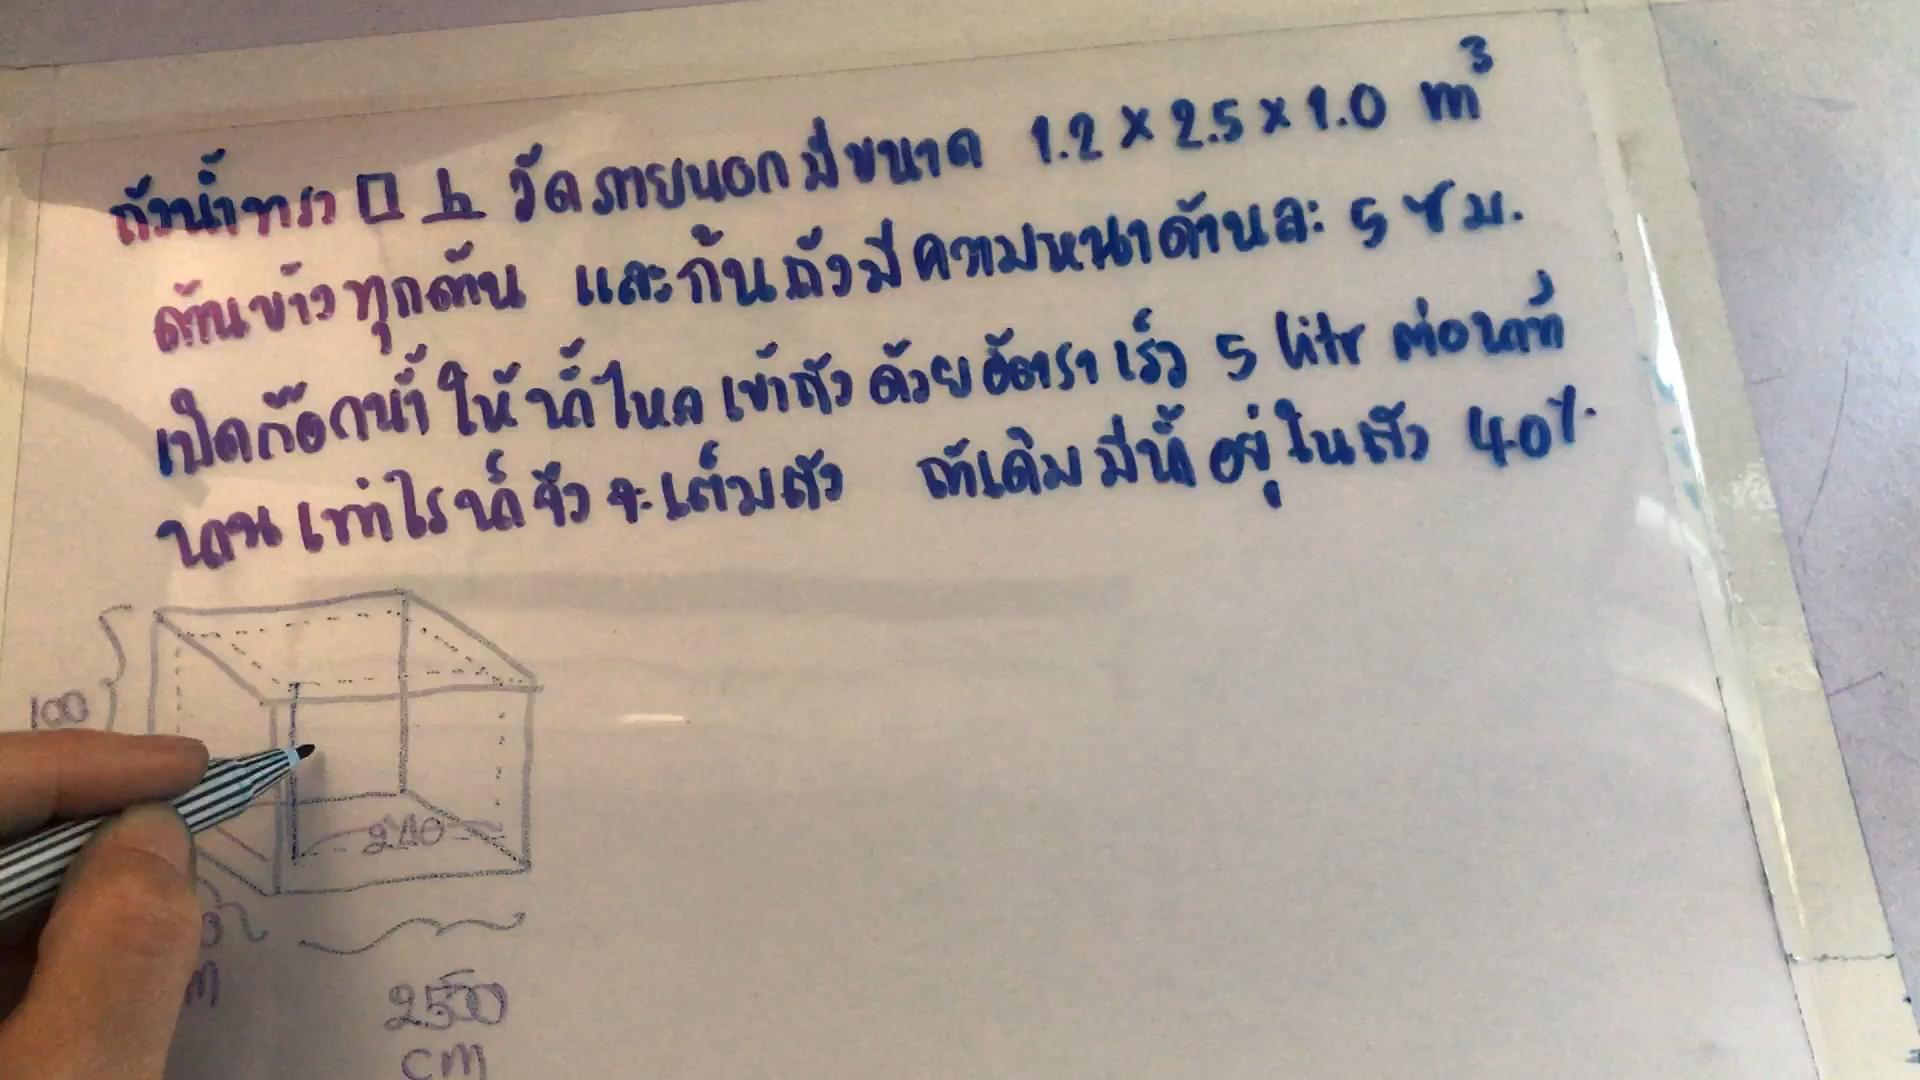 ถังน้ำทรง □ ⊥ วัดภายนอกมีขนาด 1.2 × 2.5 × 1.0 m³
ด้านข้างทุกด้าน และก้นถังมีความหนาด้านละ 5 ซม.
เปิดก๊อกน้ำให้น้ำไหลเข้าถังด้วยอัตราเร็ว 5 litr ต่อนาที
นานเท่าไรน้ำจึงจะเต็มถัง ถ้าเดิมมีน้ำอยู่ในถัง 40%
100
240
250
cm